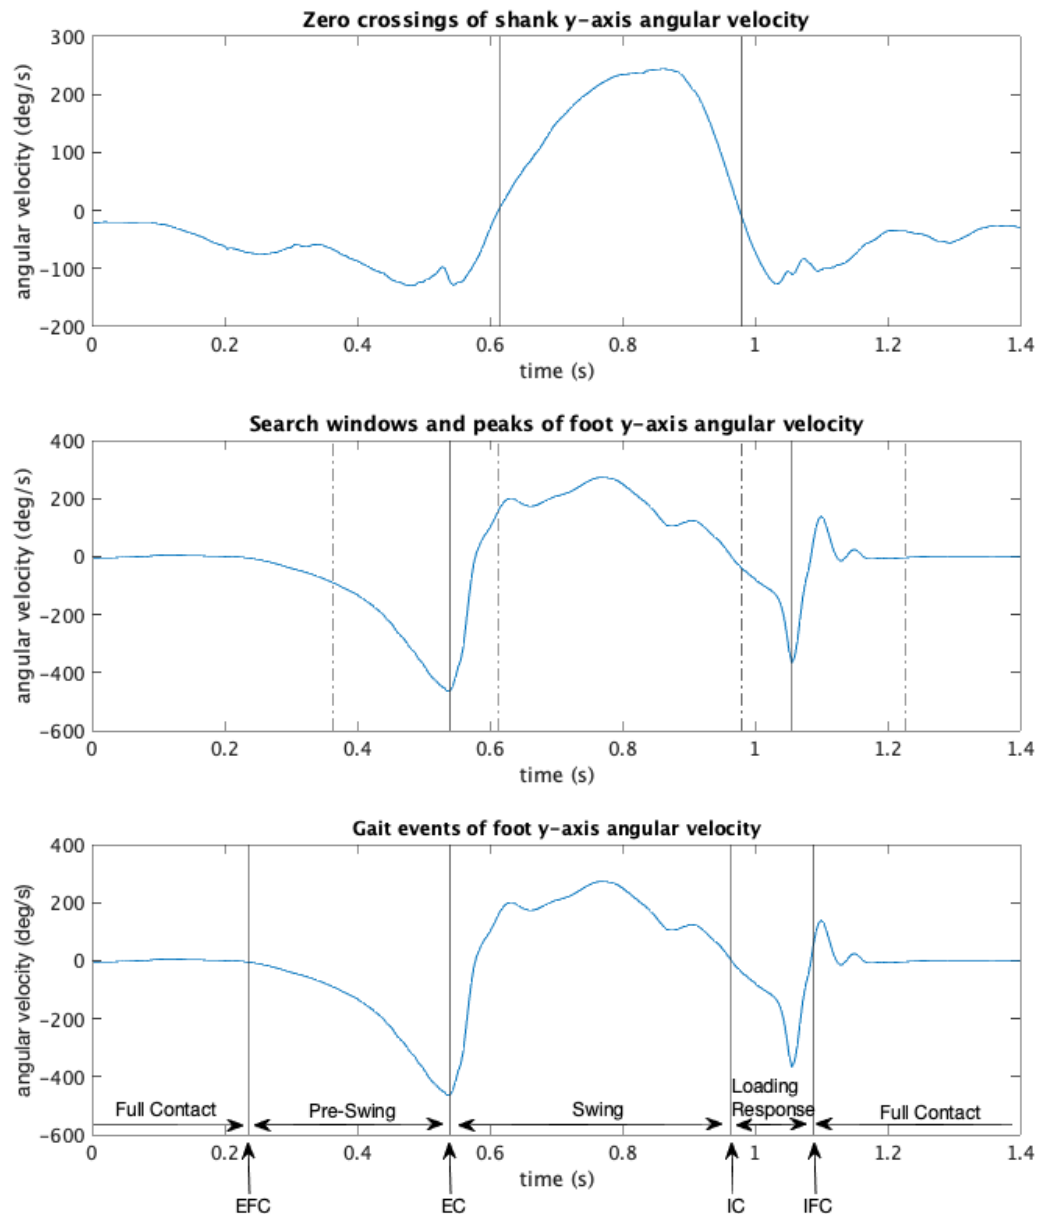 Zero crossings of shank y-axis angular velocity
300
200
100
0
-100
-200
angular velocity (deg/s)
0 0.2 0.4 0.6 0.8 1 1.2 1.4
time (s)
Search windows and peaks of foot y-axis angular velocity
400
200
0
-200
-400
-600
angular velocity (deg/s)
0 0.2 0.4 0.6 0.8 1 1.2 1.4
time (s)
Gait events of foot y-axis angular velocity
400
200
0
-200
-400
-600
angular velocity (deg/s)
Loading
Full Contact Pre-Swing Swing Response Full Contact
0 0.2 0.4 0.6 0.8 1 1.2 1.4
time (s)
EFC EC IC IFC